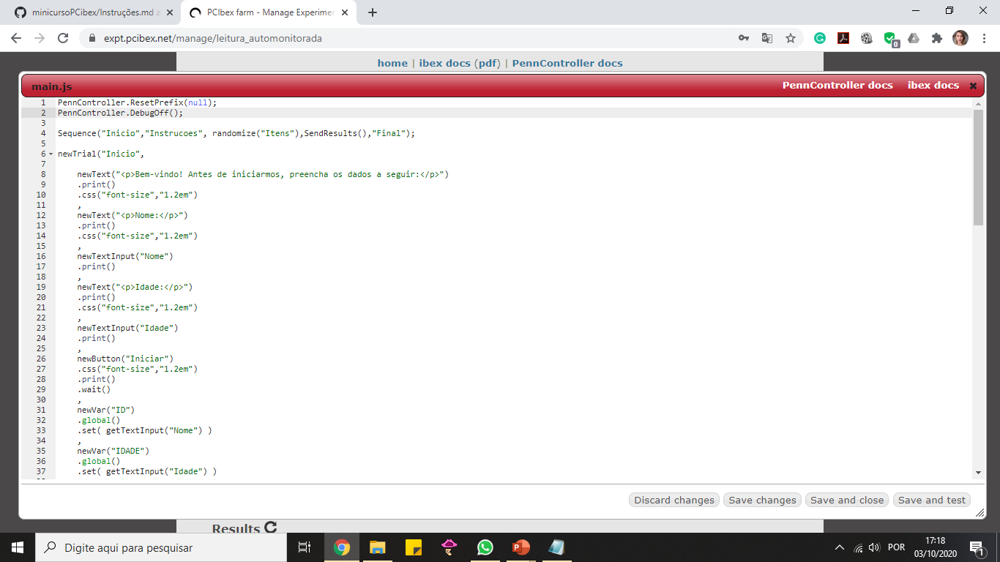 minicursoPCibex/Instruções.md a
PCIbex farm - Manage Experimen
expt.pcibex.net/manage/leitura_automonitorada
0
home | ibex docs (pdf) | PennController docs
main.js
PennController docs ibex docs
1 PennController.ResetPrefix(null);
2 PennController.DebugOff();
3
4 Sequence("Inicio","Instrucoes", randomize("Itens"),SendResults(),"Final");
5
6 newTrial("Inicio",
7
8 newText("<p>Bem-vindo! Antes de iniciarmos, preencha os dados a seguir:</p>")
9 .print()
10 .css("font-size","1.2em")
11 ,
12 newText("<p>Nome:</p>")
13 .print()
14 .css("font-size","1.2em")
15 ,
16 newTextInput("Nome")
17 .print()
18 ,
19 newText("<p>Idade:</p>")
20 .print()
21 .css("font-size","1.2em")
22 ,
23 newTextInput("Idade")
24 .print()
25 ,
26 newButton("Iniciar")
27 .css("font-size","1.2em")
28 .print()
29 .wait()
30 ,
31 newVar("ID")
32 .global()
33 .set( getTextInput("Nome") )
34 ,
35 newVar("IDADE")
36 .global()
37 .set( getTextInput("Idade") )
Discard changes Save changes Save and close Save and test
Results
Digite aqui para pesquisar
POR
17:18
03/10/2020
1